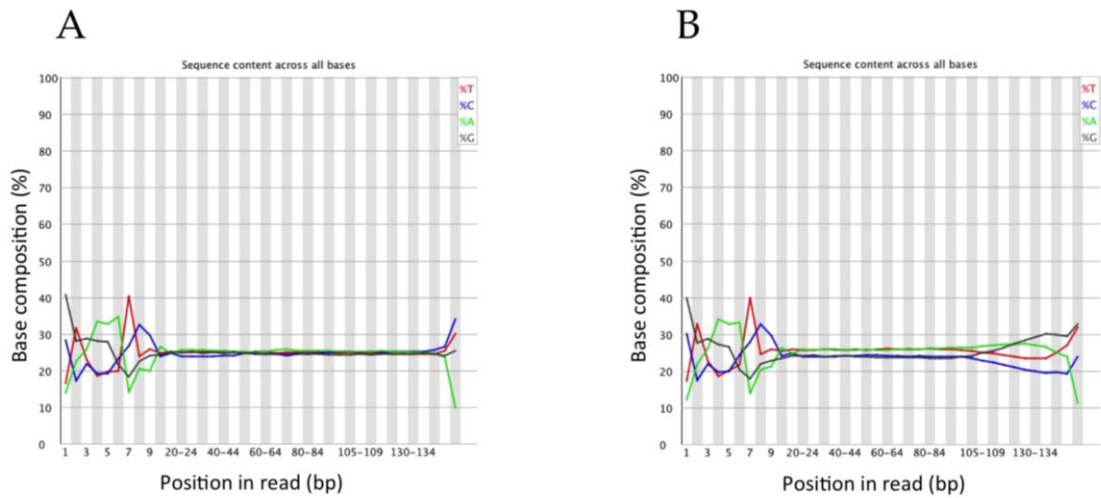 A
Sequence content across all bases
100
90
80
70
60
50
40
30
20
10
0
%T
%C
%A
%G
1 3 5 7 9 20-24 40-44 60-64 80-84 105-109 130-134
Base composition (%)
Position in read (bp)
B
Sequence content across all bases
100
90
80
70
60
50
40
30
20
10
0
%T
%C
%A
%G
1 3 5 7 9 20-24 40-44 60-64 80-84 105-109 130-134
Base composition (%)
Position in read (bp)